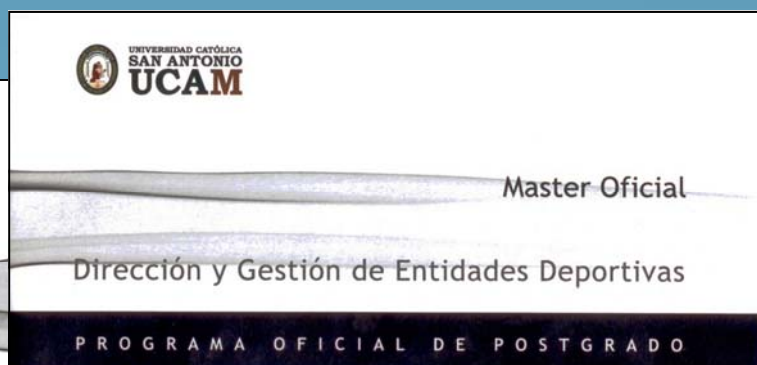 UNIVERSIDAD CATÓLICA
SAN ANTONIO
UCAM
Master Oficial
Dirección y Gestión de Entidades Deportivas
PROGRAMA OFICIAL DE POSTGRADO